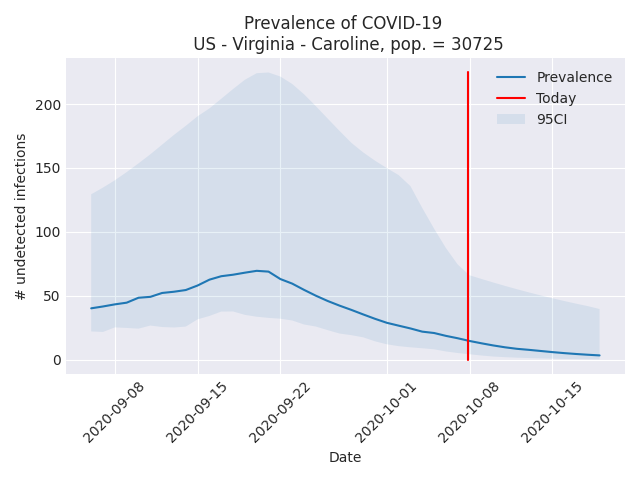 Prevalence of COVID-19
US - Virginia - Caroline, pop. = 30725
Prevalence
Today
95CI
# undetected infections
200
150
100
50
0
2020-09-08
2020-09-15
2020-09-22
2020-10-01
2020-10-08
2020-10-15
Date